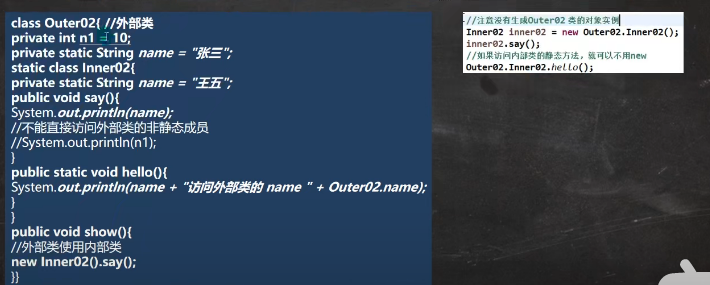 class Outer02{ //外部类
private int n1 = 10;
private static String name = "张三";
static class Inner02{
private static String name = "王五";
public void say(){
System.out.println(name);
//不能直接访问外部类的非静态成员
//System.out.println(n1);
}
public static void hello(){
System.out.println(name + "访问外部类的 name " + Outer02.name);
}
}
public void show(){
//外部类使用内部类
new Inner02().say();
}}
//注意没有生成Outer02 类的对象实例
Inner02 inner02 = new Outer02.Inner02();
inner02.say();
//如果访问内部类的静态方法，就可以不用new
Outer02.Inner02.hello();